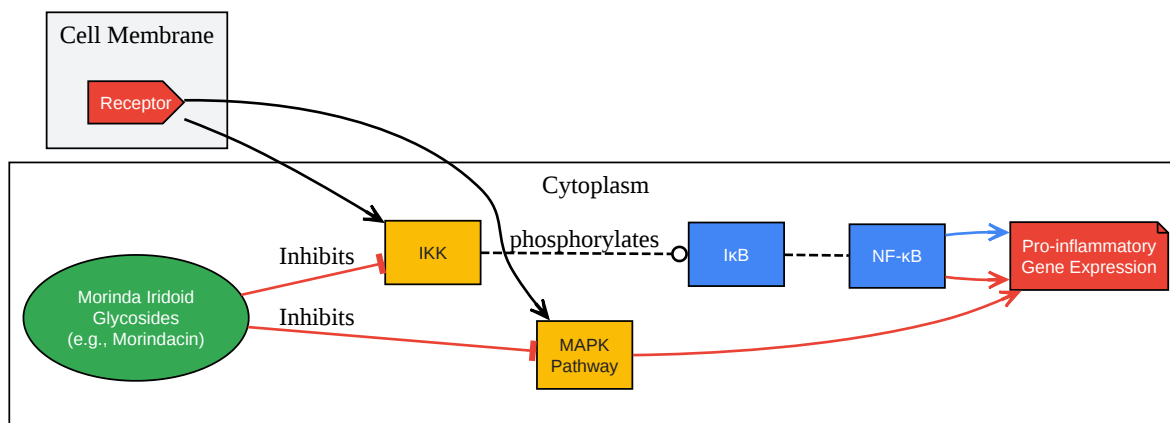 Cell Membrane
Receptor
Cytoplasm
Inhibits
IKK
phosphorylates
IκB
NF-κB
Pro-inflammatory
Gene Expression
Morinda Iridoid
Glycosides
(e.g., Morindacin)
Inhibits
MAPK
Pathway